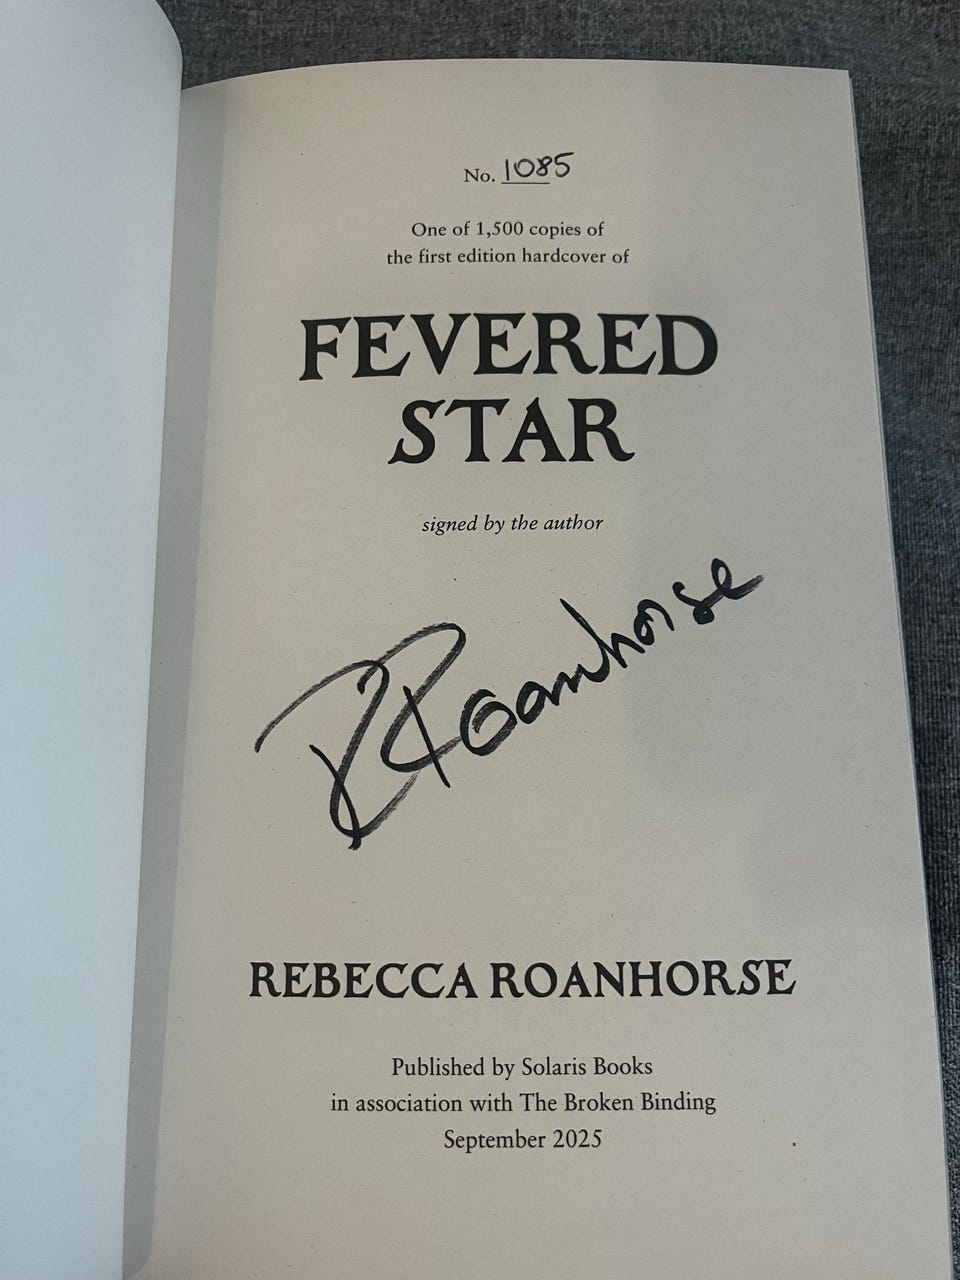 No. 1085
One of 1,500 copies of
the first edition hardcover of
FEVERED
STAR
signed by the author
R Roanhorse
REBECCA ROANHORSE
Published by Solaris Books
in association with The Broken Binding
September 2025